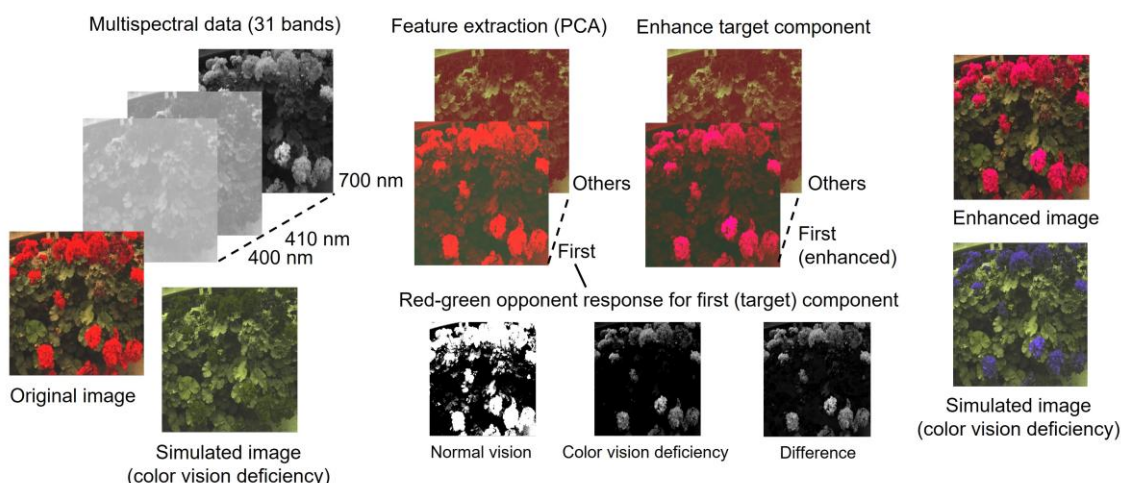 Multispectral data (31 bands)
700 nm
410 nm
400 nm
Original image
Simulated image
(color vision deficiency)
Feature extraction (PCA)
Others
First
Enhance target component
Others
First
(enhanced)
Red-green opponent response for first (target) component
Normal vision
Color vision deficiency
Difference
Enhanced image
Simulated image
(color vision deficiency)